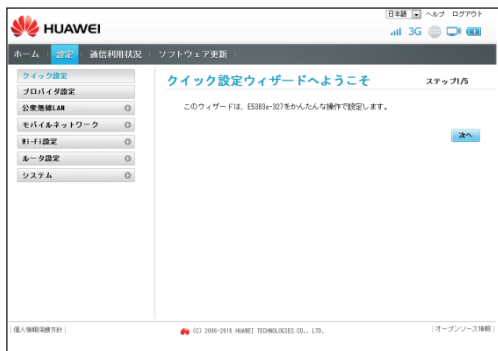 日本語 ヘルプ ログアウト
HUAWEI
3G
ホーム 設定 通信利用状況 ソフトウェア更新
クイック設定
プロバイダ設定
公衆無線LAN
モバイルネットワーク
Wi-Fi設定
ルータ設定
システム
クイック設定ウィザードへようこそ ステップ1/5
このウィザードは、E5383s-327をかんたんな操作で設定します。
次へ
個人情報保護方針 (C) 2006-2015 HUAWEI TECHNOLOGIES CO., LTD. オープンソース情報